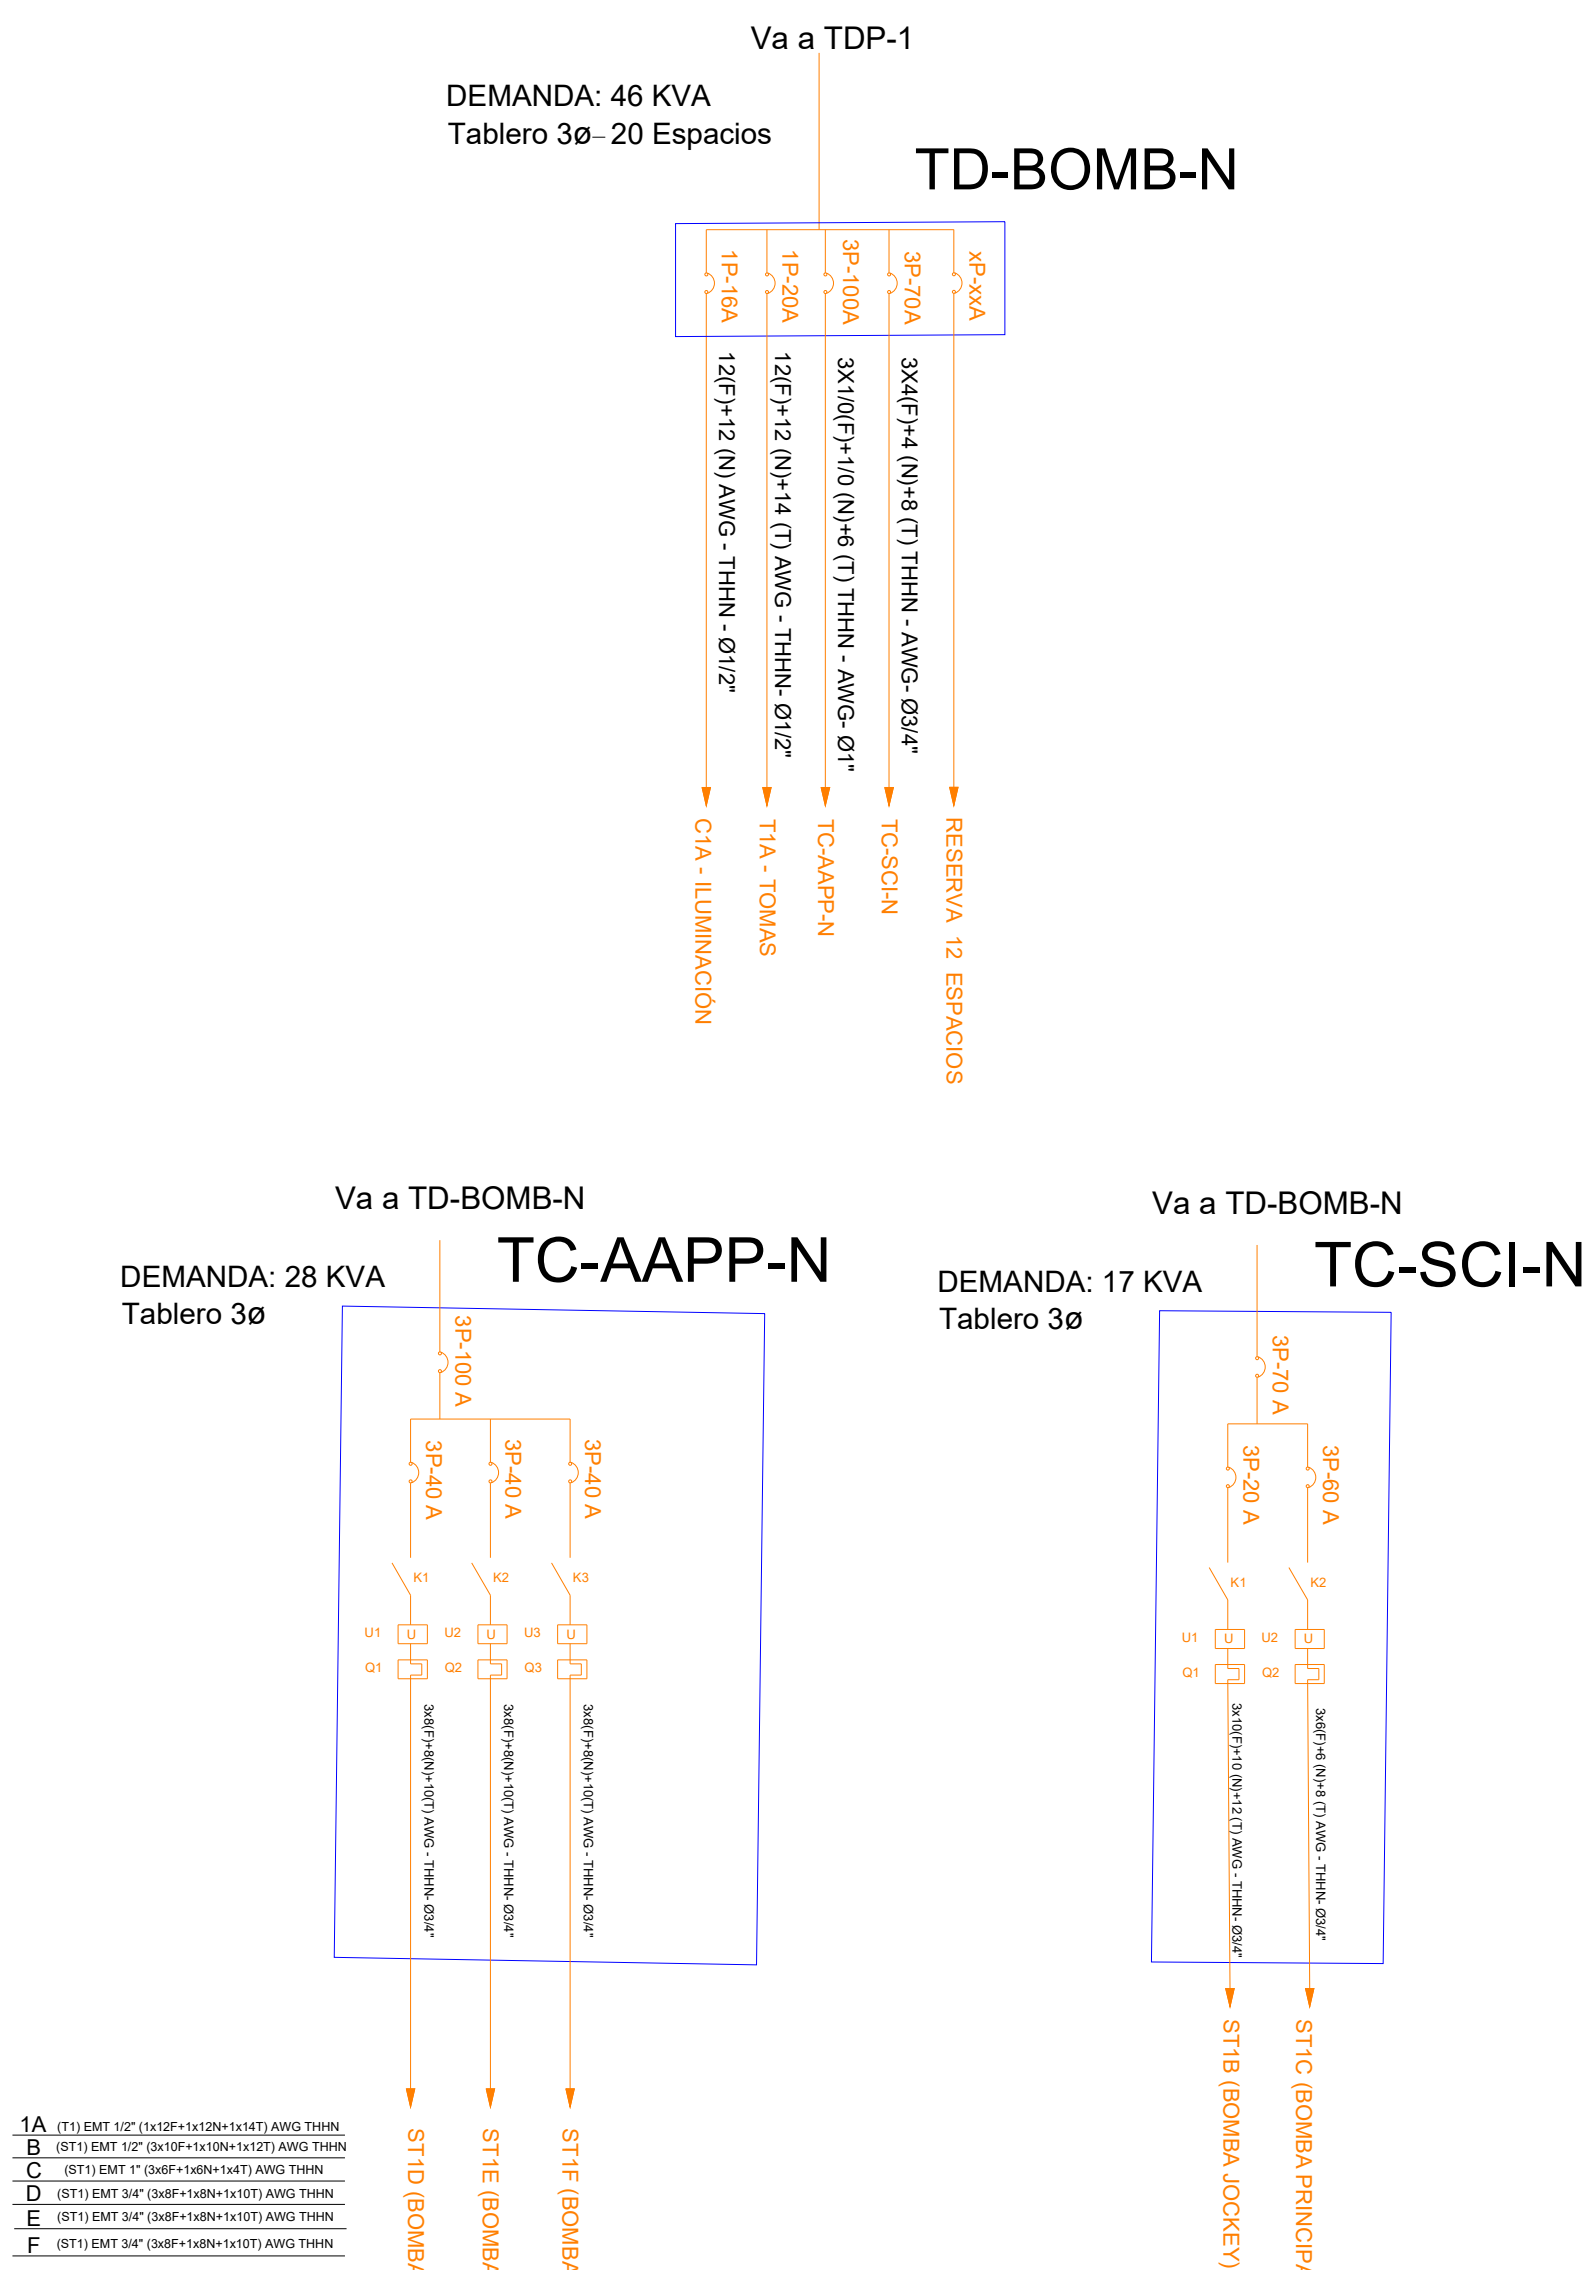 Va a TDP-1
DEMANDA: 46 KVA
Tablero 3ø– 20 Espacios
TD-BOMB-N
1P-16A
1P-20A
3P-100A
3P-70A
xP-xxA
12(F)+12 (N) AWG - THHN - Ø1/2"
12(F)+12 (N)+14 (T) AWG - THHN- Ø1/2"
3X1/0(F)+1/0 (N)+6 (T) THHN - AWG- Ø1"
3X4(F)+4 (N)+8 (T) THHN - AWG- Ø3/4"
C1A - ILUMINACIÓN
T1A - TOMAS
TC-AAPP-N
TC-SCI-N
RESERVA 12 ESPACIOS
Va a TD-BOMB-N
TC-AAPP-N
DEMANDA: 28 KVA
Tablero 3ø
3P-100 A
3P-40 A
3P-40 A
3P-40 A
K1
K2
K3
U1
U
U2
U
U3
U
Q1
Q2
Q3
3x8(F)+8(N)+10(T) AWG - THHN- Ø3/4"
3x8(F)+8(N)+10(T) AWG - THHN- Ø3/4"
3x8(F)+8(N)+10(T) AWG - THHN- Ø3/4"
ST1D (BOMBA
ST1E (BOMBA
ST1F (BOMBA
Va a TD-BOMB-N
TC-SCI-N
DEMANDA: 17 KVA
Tablero 3ø
3P-70 A
3P-20 A
3P-60 A
K1
K2
U1
U
U2
U
Q1
Q2
3x10(F)+10 (N)+12 (T) AWG - THHN- Ø3/4"
3x6(F)+6 (N)+8 (T) AWG - THHN- Ø3/4"
ST1B (BOMBA JOCKEY)
ST1C (BOMBA PRINCIPA
1A (T1) EMT 1/2" (1x12F+1x12N+1x14T) AWG THHN
B (ST1) EMT 1/2" (3x10F+1x10N+1x12T) AWG THHN
C (ST1) EMT 1" (3x6F+1x6N+1x4T) AWG THHN
D (ST1) EMT 3/4" (3x8F+1x8N+1x10T) AWG THHN
E (ST1) EMT 3/4" (3x8F+1x8N+1x10T) AWG THHN
F (ST1) EMT 3/4" (3x8F+1x8N+1x10T) AWG THHN